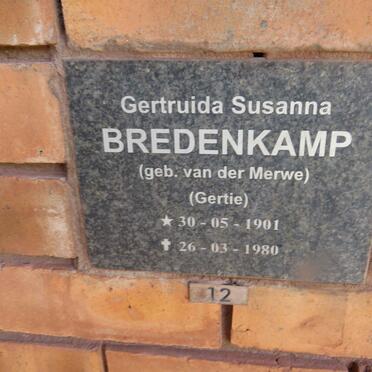 Gertruida Susanna
BREDENKAMP
(geb. van der Merwe)
(Gertie)
★ 30 - 05 - 1901
✝ 26 - 03 - 1980
12